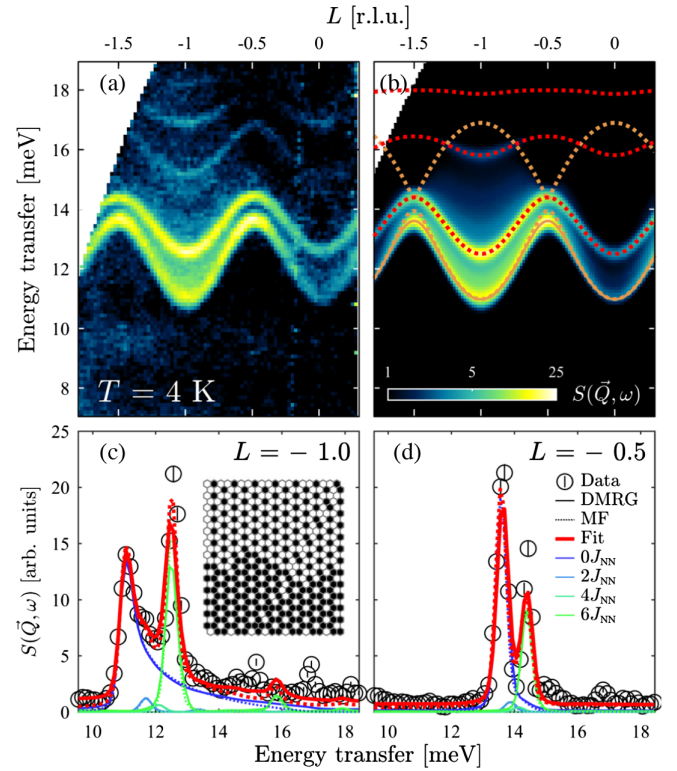 L [r.l.u.]
-1.5 -1 -0.5 0 -1.5 -1 -0.5 0
(a) (b)
Energy transfer [meV]
18
16
14
12
10
8
T = 4 K
1 5 25 S(Q⃗,ω)
(c) L = − 1.0 (d) L = − 0.5
S(Q⃗,ω) [arb. units]
25
20
15
10
5
0
Data
DMRG
MF
Fit
0J_NN
2J_NN
4J_NN
6J_NN
10 12 14 16 18 10 12 14 16 18
Energy transfer [meV]